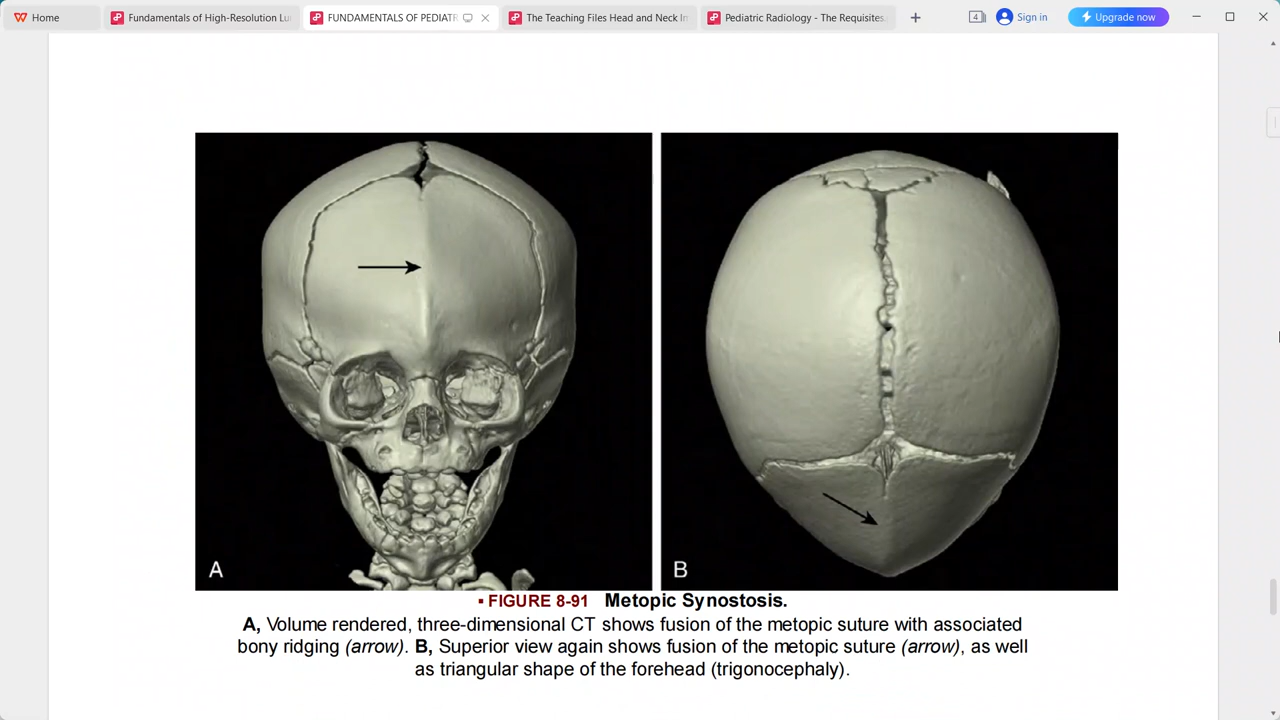 Home
Fundamentals of High-Resolution Lu
FUNDAMENTALS OF PEDIATR
The Teaching Files Head and Neck Im
Pediatric Radiology - The Requisites.
4
Sign in
Upgrade now
A
B
▪ FIGURE 8-91 Metopic Synostosis.
A, Volume rendered, three-dimensional CT shows fusion of the metopic suture with associated
bony ridging (arrow). B, Superior view again shows fusion of the metopic suture (arrow), as well
as triangular shape of the forehead (trigonocephaly).